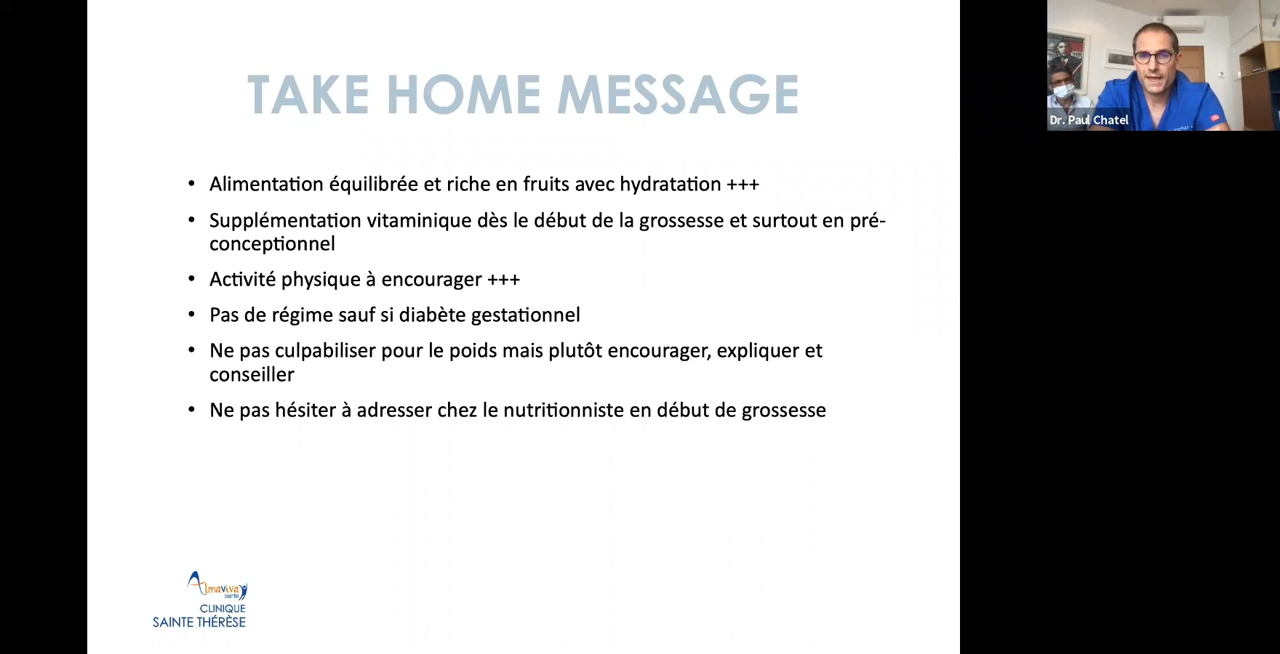 TAKE HOME MESSAGE
Dr. Paul Chatel
• Alimentation équilibrée et riche en fruits avec hydratation +++
• Supplémentation vitaminique dès le début de la grossesse et surtout en pré-
conceptionnel
• Activité physique à encourager +++
• Pas de régime sauf si diabète gestationnel
• Ne pas culpabiliser pour le poids mais plutôt encourager, expliquer et
conseiller
• Ne pas hésiter à adresser chez le nutritionniste en début de grossesse
Almaviva
santé
CLINIQUE
SAINTE THÉRÈSE